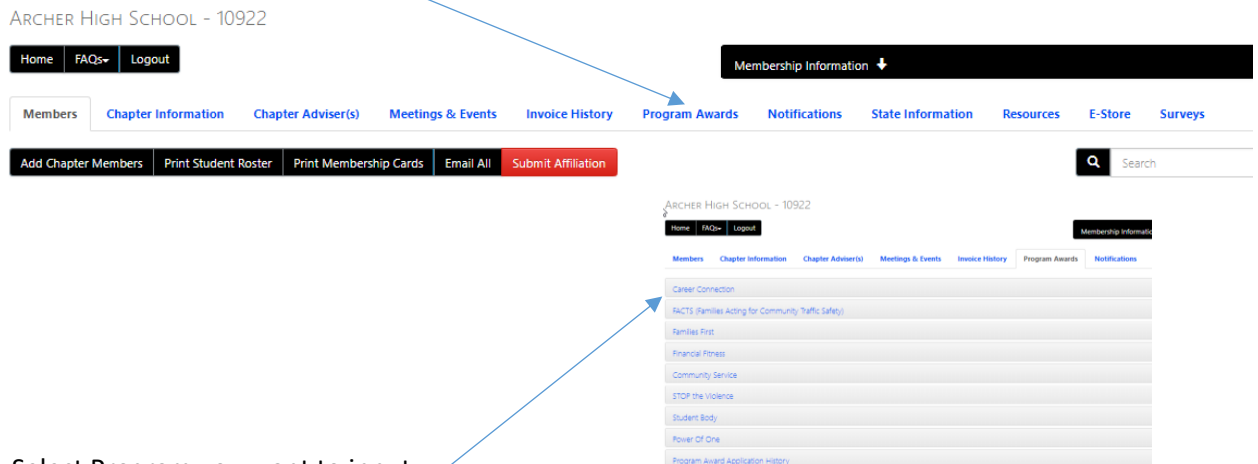 ARCHER HIGH SCHOOL - 10922
Home FAQs Logout
Membership Information
Members Chapter Information Chapter Adviser(s) Meetings & Events Invoice History Program Awards Notifications State Information Resources E-Store Surveys
Add Chapter Members Print Student Roster Print Membership Cards Email All Submit Affiliation
Search
ARCHER HIGH SCHOOL - 10922
Home FAQs Logout
Membership Informatio
Members Chapter Information Chapter Adviser(s) Meetings & Events Invoice History Program Awards Notifications
Career Connection
FACTS (Families Acting for Community Traffic Safety)
Families First
Financial Fitness
Community Service
STOP the Violence
Student Body
Power Of One
Program Award Application History
Select Program you want to input